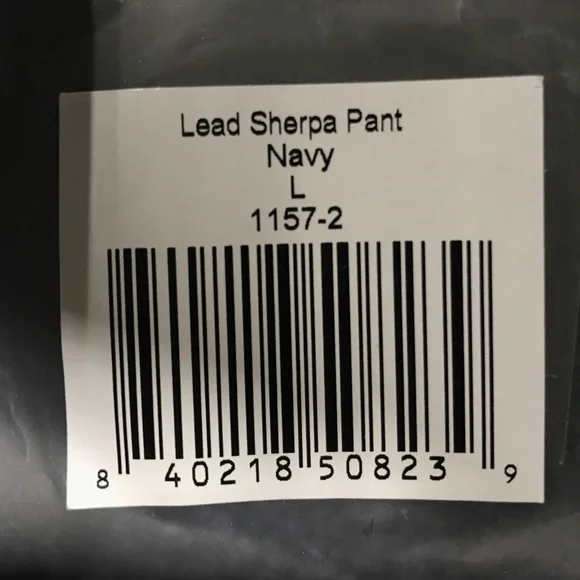 Lead Sherpa Pant
Navy
L
1157-2
8 40218 50823 9